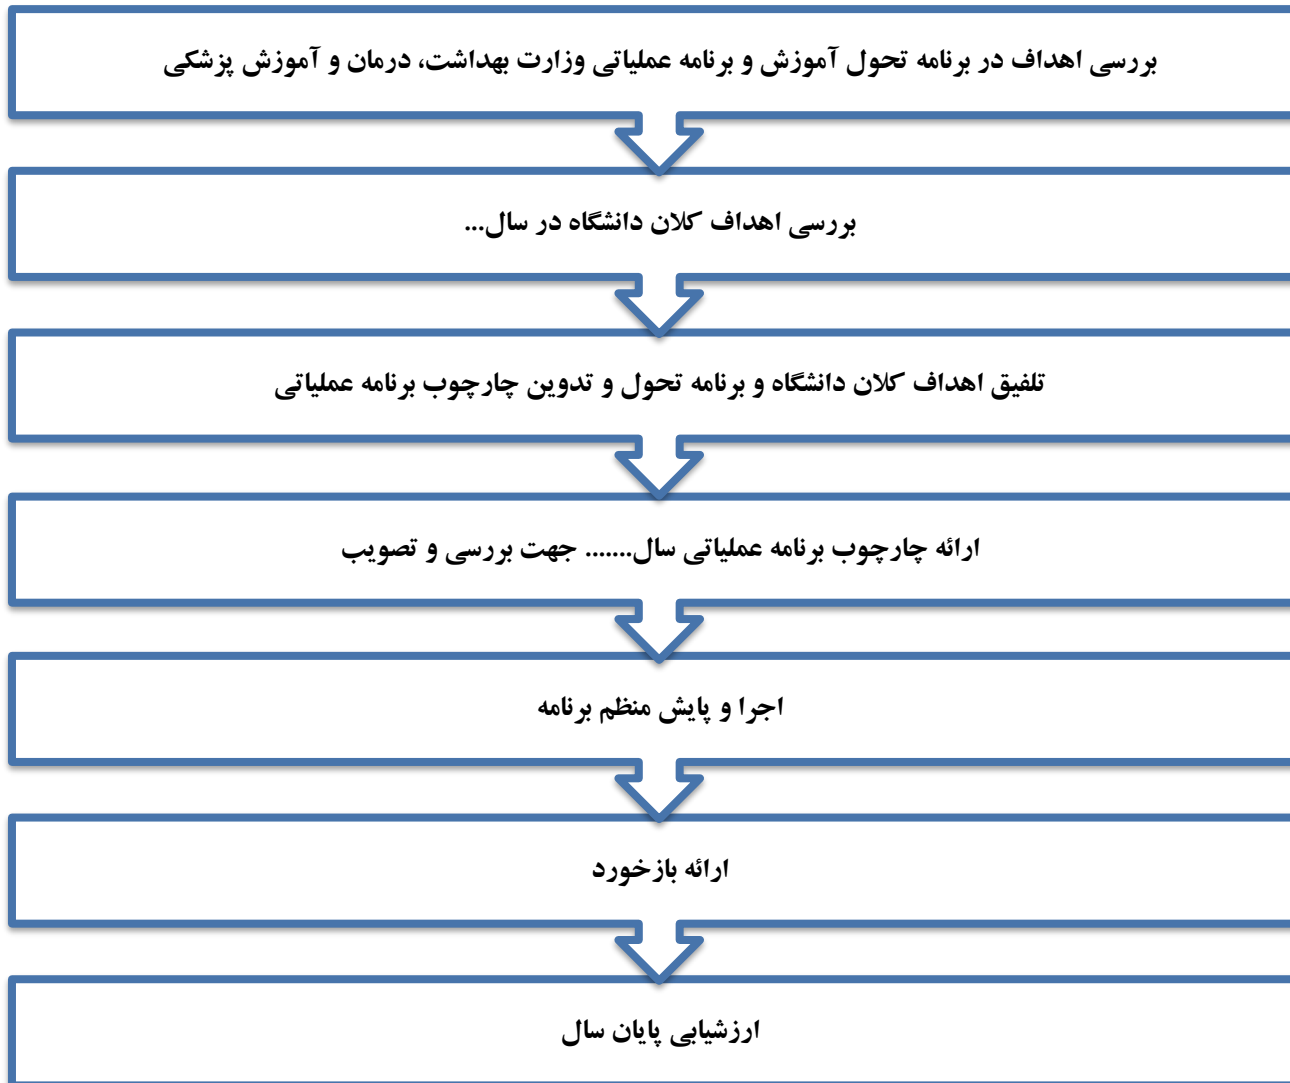 بررسی اهداف در برنامه تحول آموزش و برنامه عملیاتی وزارت بهداشت، درمان و آموزش پزشکی
بررسی اهداف کلان دانشگاه در سال...
تلفیق اهداف کلان دانشگاه و برنامه تحول و تدوین چارچوب برنامه عملیاتی
ارائه چارچوب برنامه عملیاتی سال....... جهت بررسی و تصویب
اجرا و پایش منظم برنامه
ارائه بازخورد
ارزشیابی پایان سال